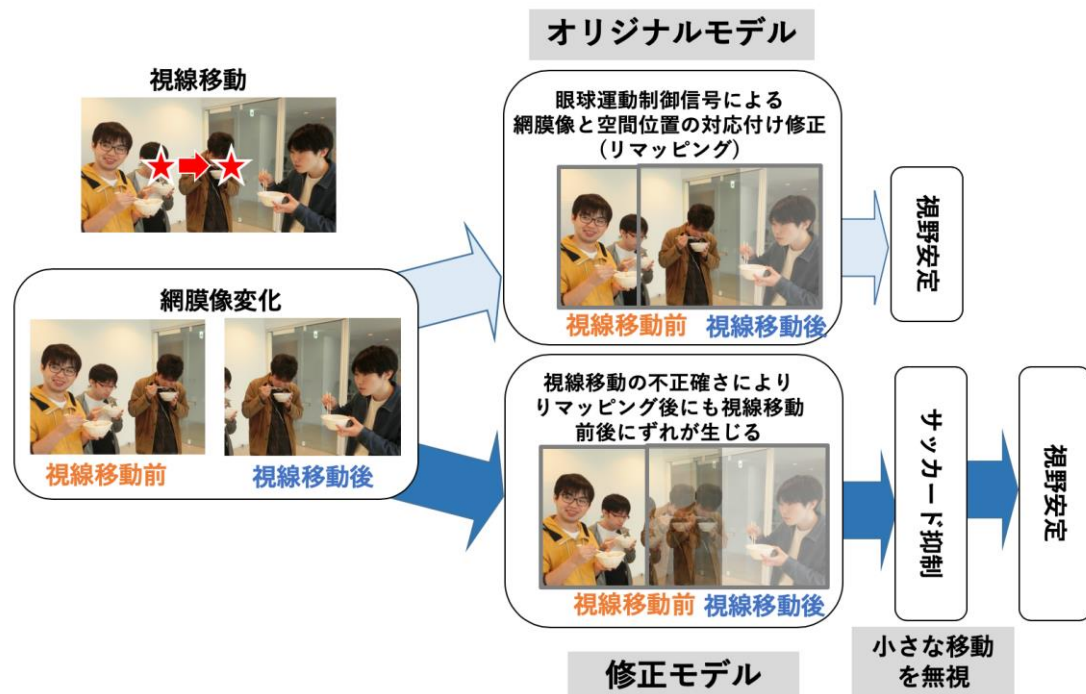 オリジナルモデル
視線移動
眼球運動制御信号による
網膜像と空間位置の対応付け修正
（リマッピング）
視線移動前
視線移動後
視野安定
網膜像変化
視線移動前
視線移動後
視線移動の不正確さにより
りマッピング後にも視線移動
前後にずれが生じる
視線移動前
視線移動後
サッカード抑制
視野安定
修正モデル
小さな移動
を無視